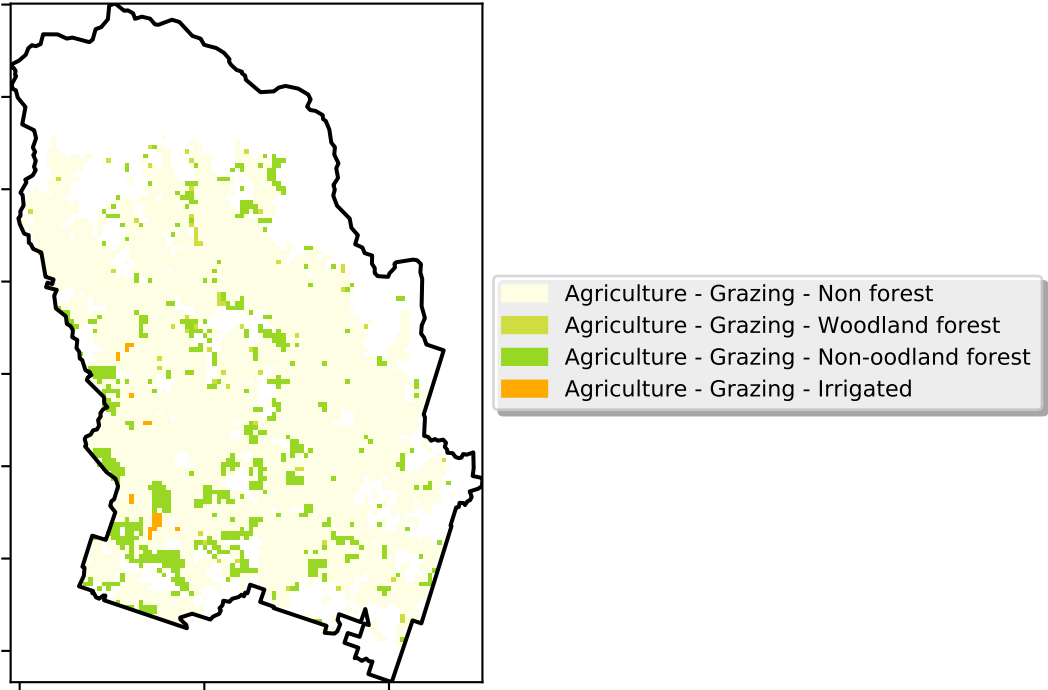 Agriculture - Grazing - Non forest
Agriculture - Grazing - Woodland forest
Agriculture - Grazing - Non-oodland forest
Agriculture - Grazing - Irrigated